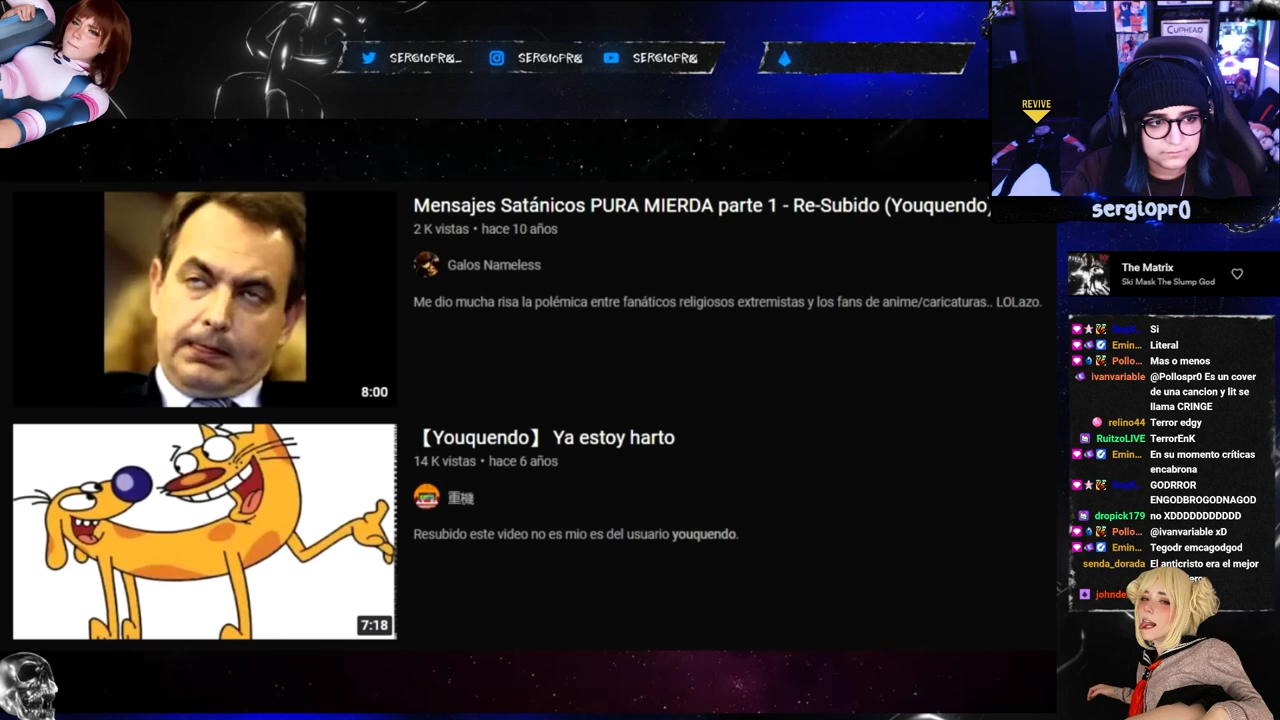 SERGIOPR0_
SERGIOPR0
SERGIOPR0
REVIVE
CUPHEAD
sergiopr0
Mensajes Satánicos PURA MIERDA parte 1 - Re-Subido (Youquendo)
2 K vistas • hace 10 años
Galos Nameless
Me dio mucha risa la polémica entre fanáticos religiosos extremistas y los fans de anime/caricaturas.. LOLazo.
8:00
【Youquendo】 Ya estoy harto
14 K vistas • hace 6 años
重機
Resubido este video no es mio es del usuario youquendo.
7:18
The Matrix
Ski Mask The Slump God
Si
Emin... Literal
Pollo... Mas o menos
ivanvariable @Pollospr0 Es un cover
de una cancion y lit se
llama CRINGE
relino44 Terror edgy
RuitzoLIVE TerrorEnK
Emin... En su momento críticas
encabrona
GODRROR
ENGODBROGODNAGOD
dropick179 no XDDDDDDDDDDD
Pollo... @ivanvariable xD
Emin... Tegodr emcagodgod
senda_dorada El anticristo era el mejor